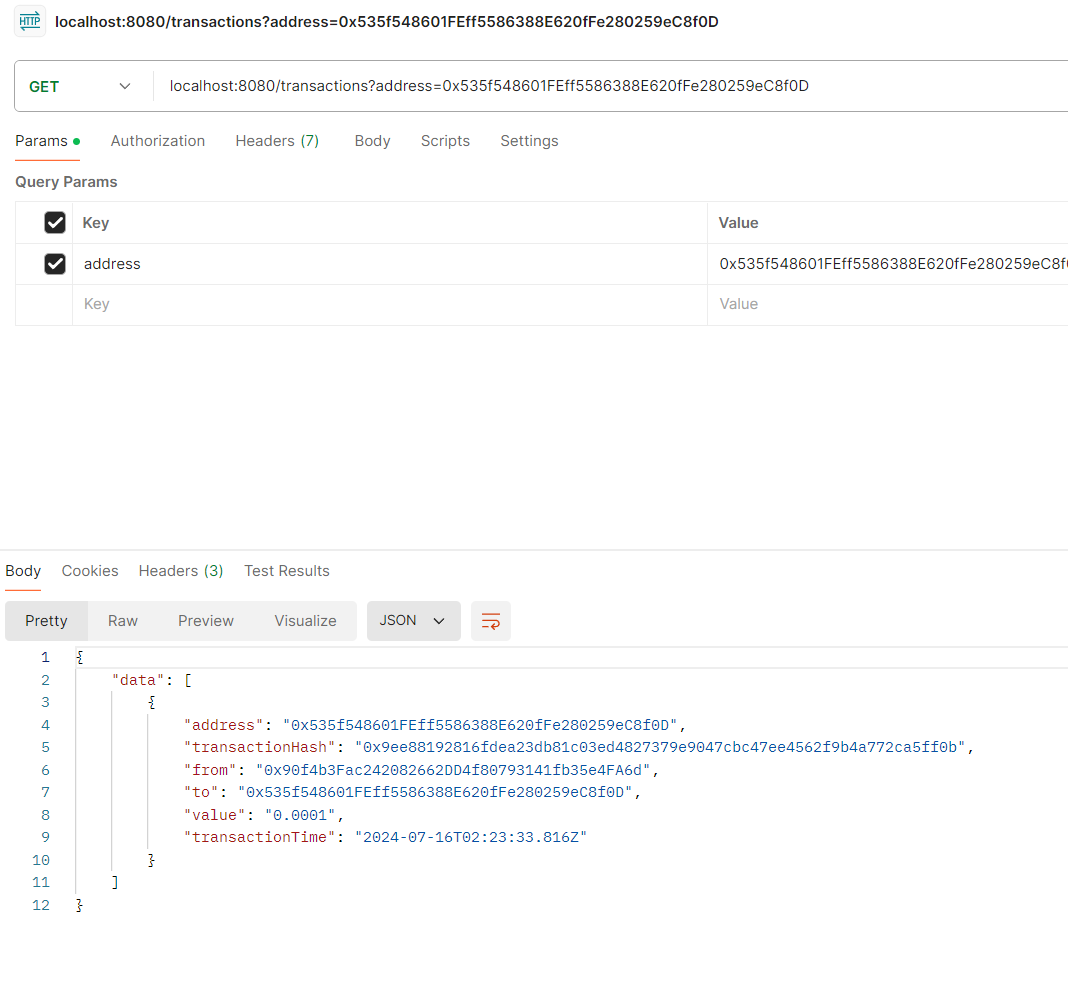 HTTP localhost:8080/transactions?address=0x535f548601FEff5586388E620fFe280259eC8f0D
GET localhost:8080/transactions?address=0x535f548601FEff5586388E620fFe280259eC8f0D
Params Authorization Headers (7) Body Scripts Settings
Query Params
Key Value
address 0x535f548601FEff5586388E620fFe280259eC8f
Key Value
Body Cookies Headers (3) Test Results
Pretty Raw Preview Visualize JSON
1 {
2 "data": [
3 {
4 "address": "0x535f548601FEff5586388E620fFe280259eC8f0D",
5 "transactionHash": "0x9ee88192816fdea23db81c03ed4827379e9047cbc47ee4562f9b4a772ca5ff0b",
6 "from": "0x90f4b3Fac242082662DD4f80793141fb35e4FA6d",
7 "to": "0x535f548601FEff5586388E620fFe280259eC8f0D",
8 "value": "0.0001",
9 "transactionTime": "2024-07-16T02:23:33.816Z"
10 }
11 ]
12 }